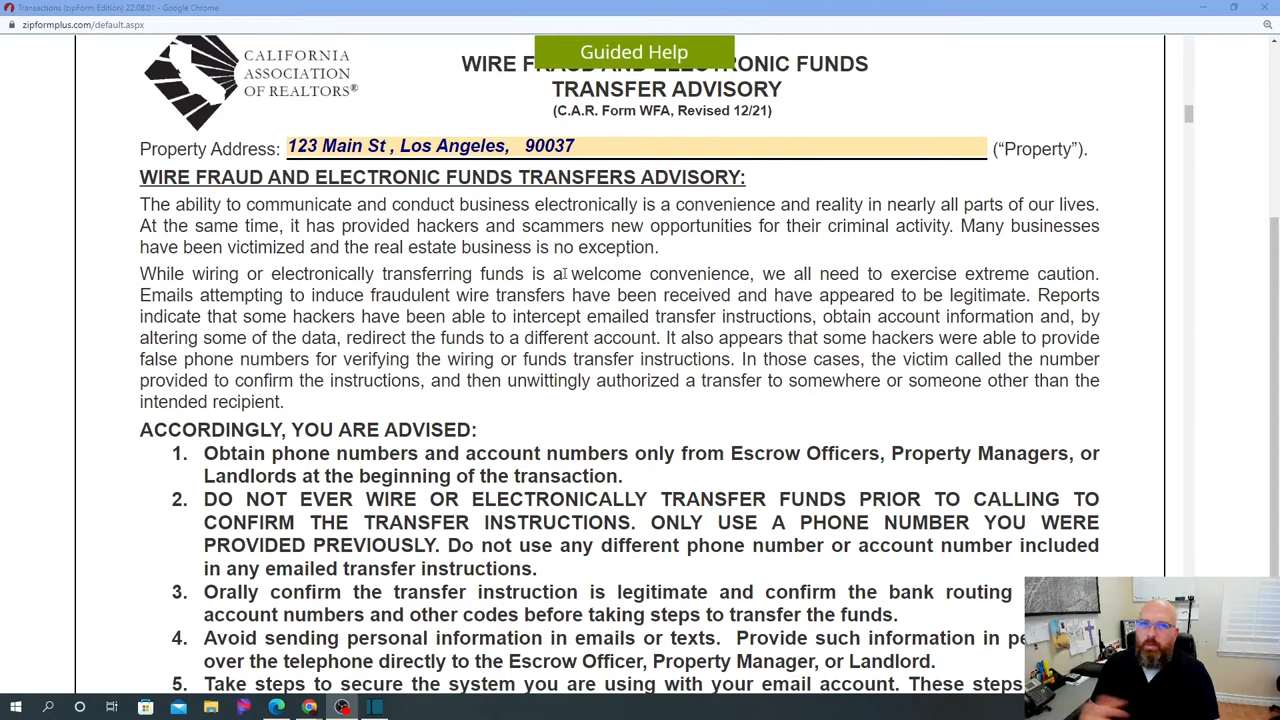 Transactions (zipForm Edition) 22.08.01 - Google Chrome
zipformplus.com/default.aspx
Guided Help
CALIFORNIA
ASSOCIATION
OF REALTORS®
WIRE FRAUD AND ELECTRONIC FUNDS
TRANSFER ADVISORY
(C.A.R. Form WFA, Revised 12/21)
Property Address: 123 Main St , Los Angeles, 90037 (“Property”).
WIRE FRAUD AND ELECTRONIC FUNDS TRANSFERS ADVISORY:
The ability to communicate and conduct business electronically is a convenience and reality in nearly all parts of our lives.
At the same time, it has provided hackers and scammers new opportunities for their criminal activity. Many businesses
have been victimized and the real estate business is no exception.
While wiring or electronically transferring funds is a welcome convenience, we all need to exercise extreme caution.
Emails attempting to induce fraudulent wire transfers have been received and have appeared to be legitimate. Reports
indicate that some hackers have been able to intercept emailed transfer instructions, obtain account information and, by
altering some of the data, redirect the funds to a different account. It also appears that some hackers were able to provide
false phone numbers for verifying the wiring or funds transfer instructions. In those cases, the victim called the number
provided to confirm the instructions, and then unwittingly authorized a transfer to somewhere or someone other than the
intended recipient.
ACCORDINGLY, YOU ARE ADVISED:
1. Obtain phone numbers and account numbers only from Escrow Officers, Property Managers, or
Landlords at the beginning of the transaction.
2. DO NOT EVER WIRE OR ELECTRONICALLY TRANSFER FUNDS PRIOR TO CALLING TO
CONFIRM THE TRANSFER INSTRUCTIONS. ONLY USE A PHONE NUMBER YOU WERE
PROVIDED PREVIOUSLY. Do not use any different phone number or account number included
in any emailed transfer instructions.
3. Orally confirm the transfer instruction is legitimate and confirm the bank routing
account numbers and other codes before taking steps to transfer the funds.
4. Avoid sending personal information in emails or texts. Provide such information in pe
over the telephone directly to the Escrow Officer, Property Manager, or Landlord.
5. Take steps to secure the system you are using with your email account. These steps